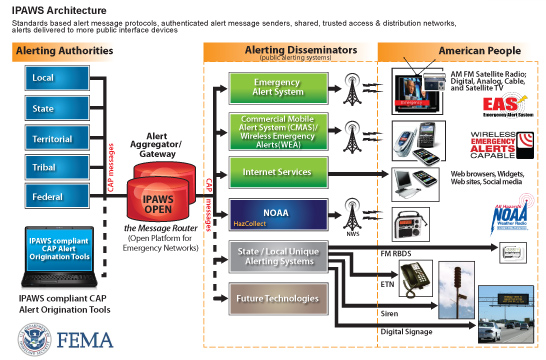 IPAWS Architecture
Standards based alert message protocols, authenticated alert message senders, shared, trusted access & distribution networks,
alerts delivered to more public interface devices
Alerting Authorities
Alerting Disseminators
(public alerting systems)
American People
Local
State
Territorial
Tribal
Federal
CAP messages
IPAWS compliant
CAP Alert
Origination Tools
IPAWS compliant CAP
Alert Origination Tools
Alert
Aggregator/
Gateway
IPAWS
OPEN
the Message Router
(Open Platform for
Emergency Networks)
CAP messages
Emergency
Alert System
Commercial Mobile
Alert System (CMAS)/
Wireless Emergency
Alerts(WEA)
Internet Services
NOAA
HazCollect
State / Local Unique
Alerting Systems
Future Technologies
NWS
AM FM Satellite Radio;
Digital, Analog, Cable,
and Satellite TV
Emergency
EAS
Emergency Alert System
WIRELESS
EMERGENCY
ALERTS
CAPABLE
Web browsers, Widgets,
Web sites, Social media
All Hazards
NOAA
Weather Radio
FM RBDS
ETN
Siren
Digital Signage
FEMA